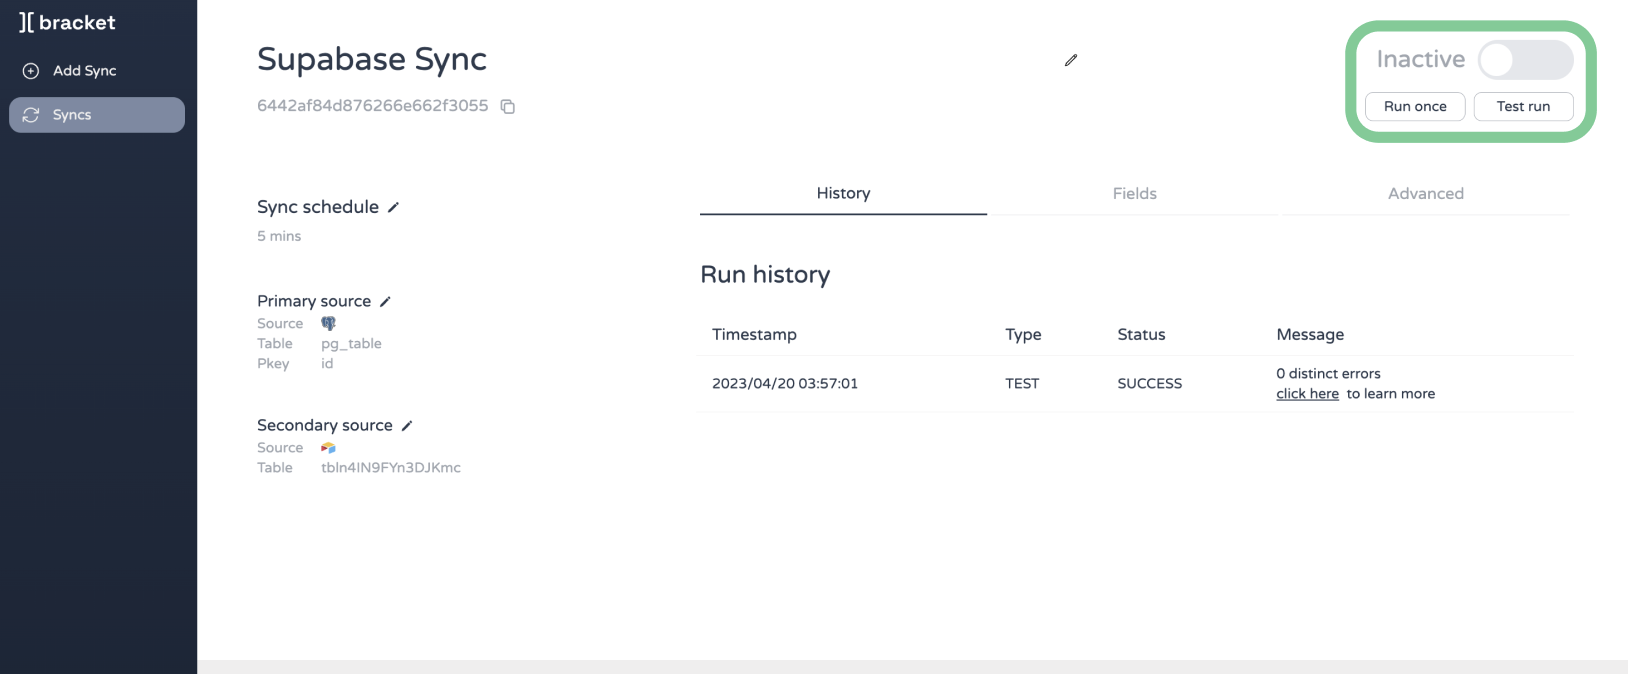 ][ bracket
Add Sync
Syncs
Supabase Sync
6442af84d876266e662f3055
Inactive
Run once
Test run
Sync schedule
5 mins
Primary source
Source
Table pg_table
Pkey id
Secondary source
Source
Table tbln4IN9FYn3DJKmc
History Fields Advanced
Run history
Timestamp Type Status Message
2023/04/20 03:57:01 TEST SUCCESS 0 distinct errors
click here to learn more